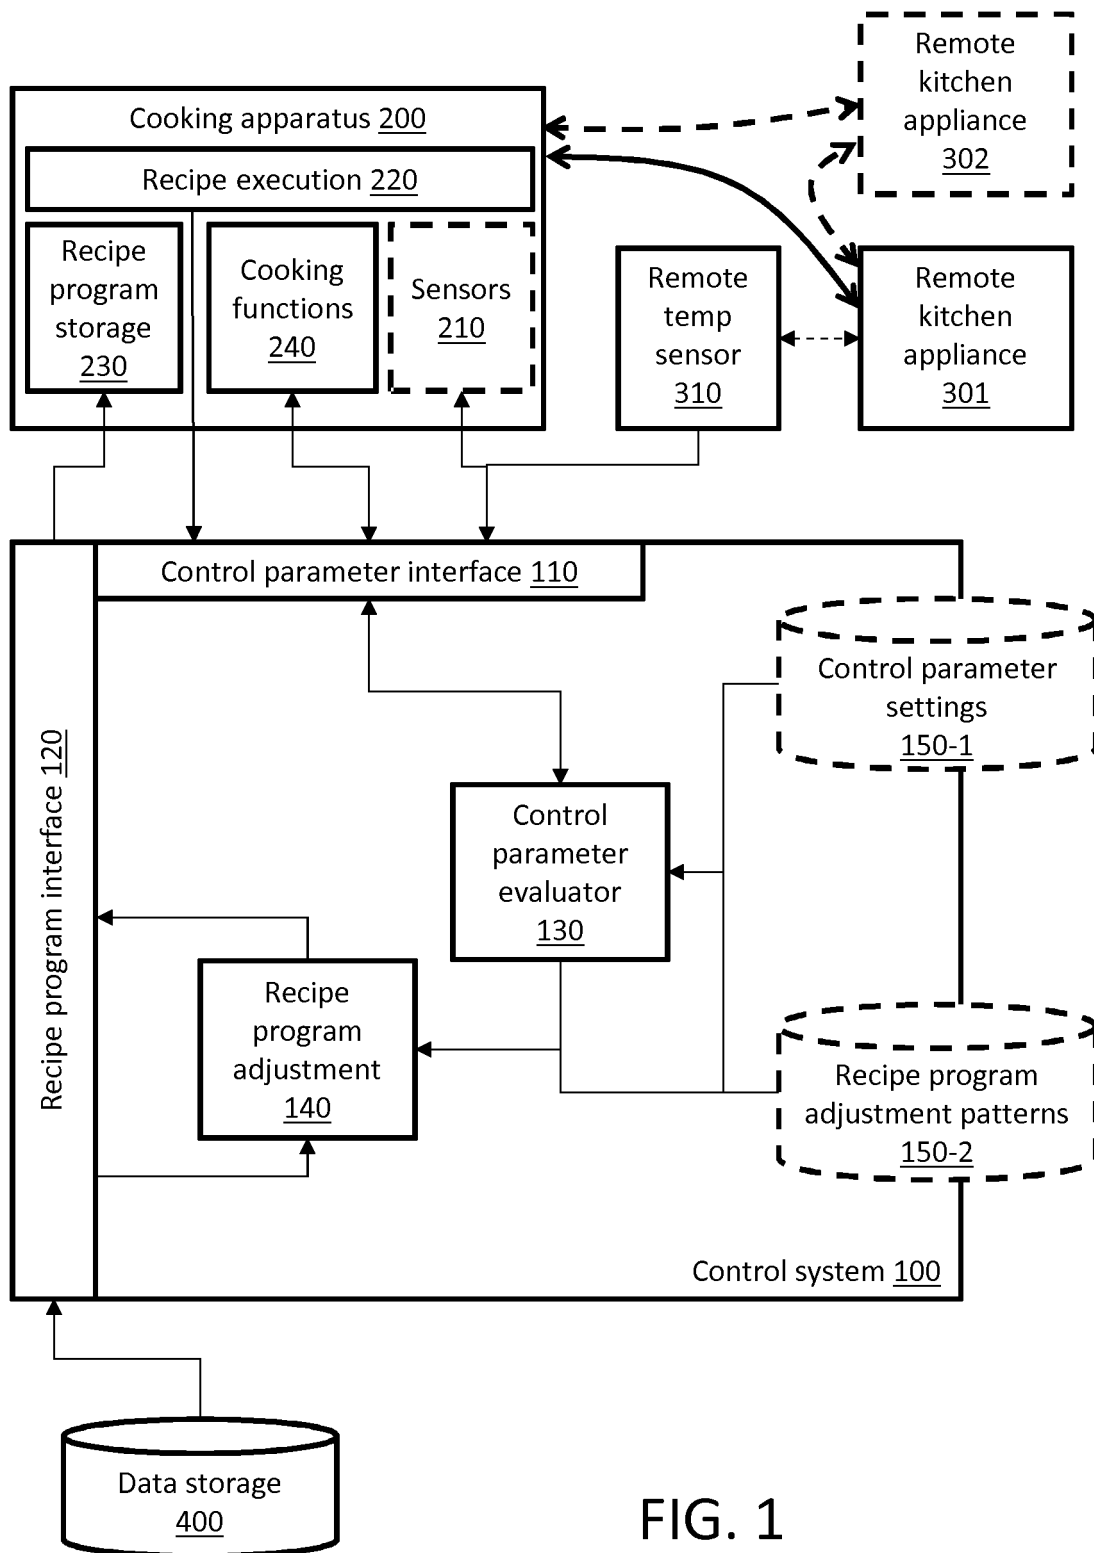 Remote
kitchen
appliance
302
Cooking apparatus 200
Recipe execution 220
Recipe
program
storage
230
Cooking
functions
240
Sensors
210
Remote
temp
sensor
310
Remote
kitchen
appliance
301
Control parameter interface 110
Recipe program interface 120
Control parameter
settings
150-1
Control
parameter
evaluator
130
Recipe
program
adjustment
140
Recipe program
adjustment patterns
150-2
Control system 100
Data storage
400
FIG. 1